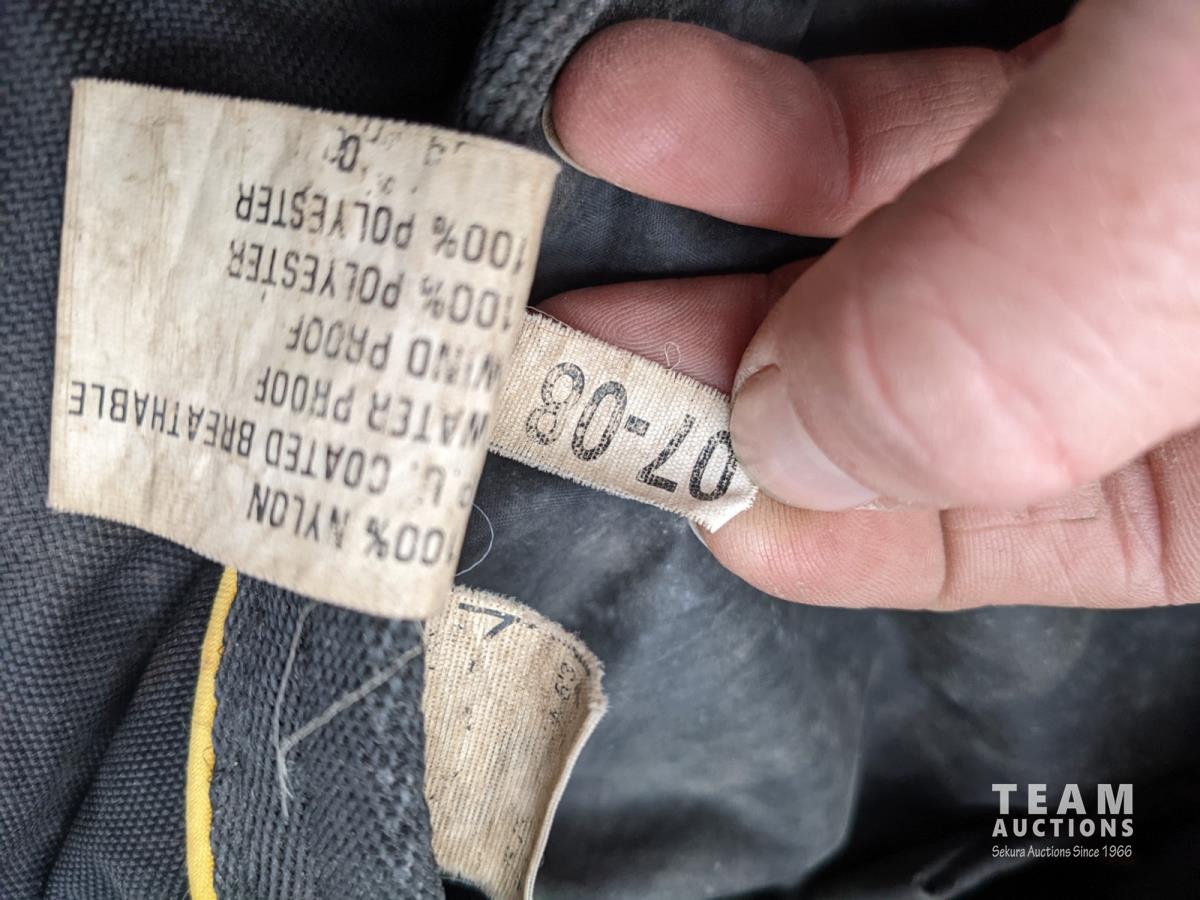 100% NYLON
P.U. COATED BREATHABLE
WATER PROOF
WIND PROOF
100% POLYESTER
100% POLYESTER
07-08
TEAM
AUCTIONS
Sekura Auctions Since 1966